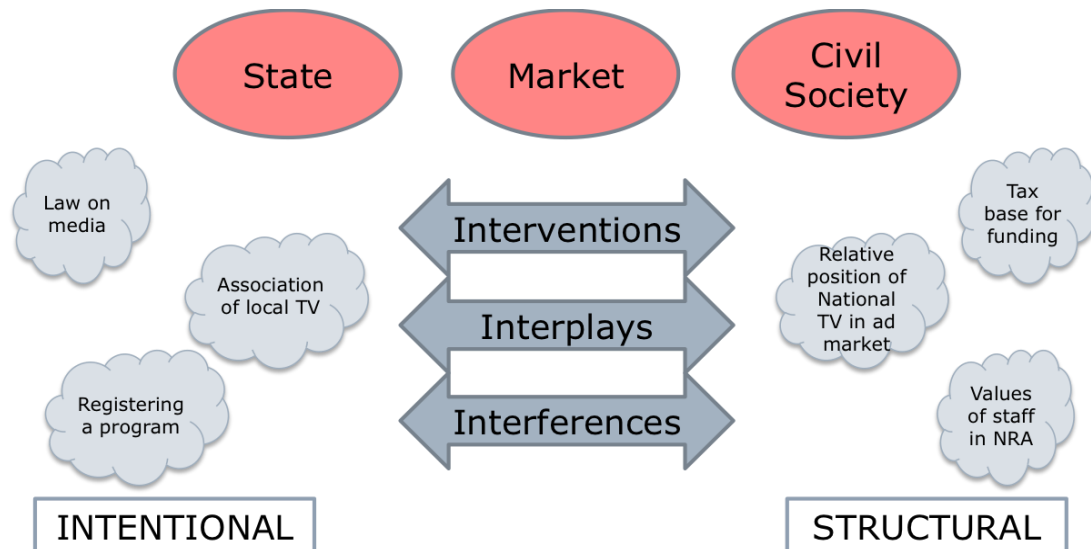 State
Market
Civil
Society
Law on
media
Association
of local TV
Registering
a program
INTENTIONAL
Interventions
Interplays
Interferences
Tax
base for
funding
Relative
position of
National
TV in ad
market
Values
of staff
in NRA
STRUCTURAL